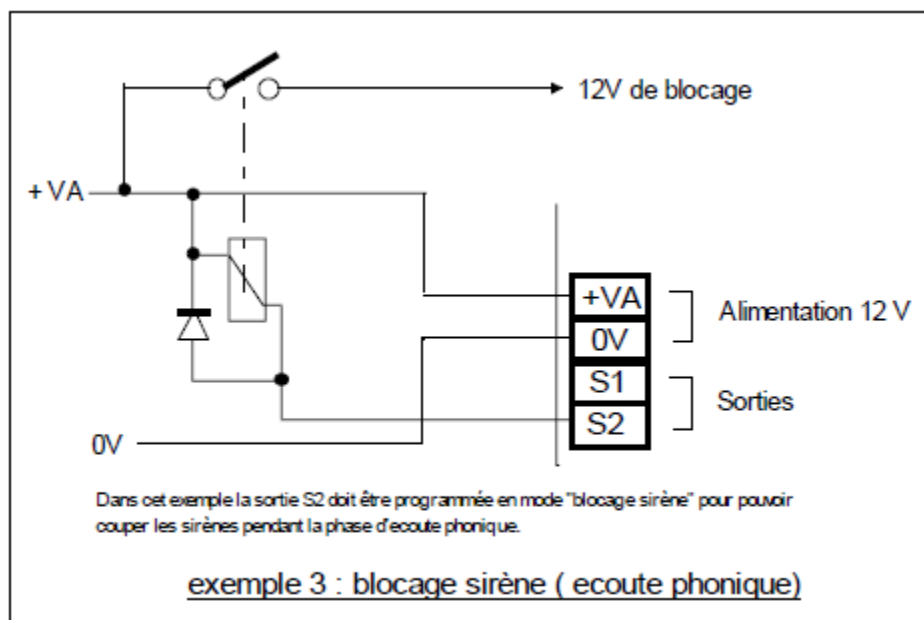 12V de blocage
+ VA
+VA
0V
S1
S2
Alimentation 12 V
Sorties
0V
Dans cet exemple la sortie S2 doit être programmée en mode "blocage sirène" pour pouvoir
couper les sirènes pendant la phase d'ecoute phonique.
exemple 3 : blocage sirène ( ecoute phonique)